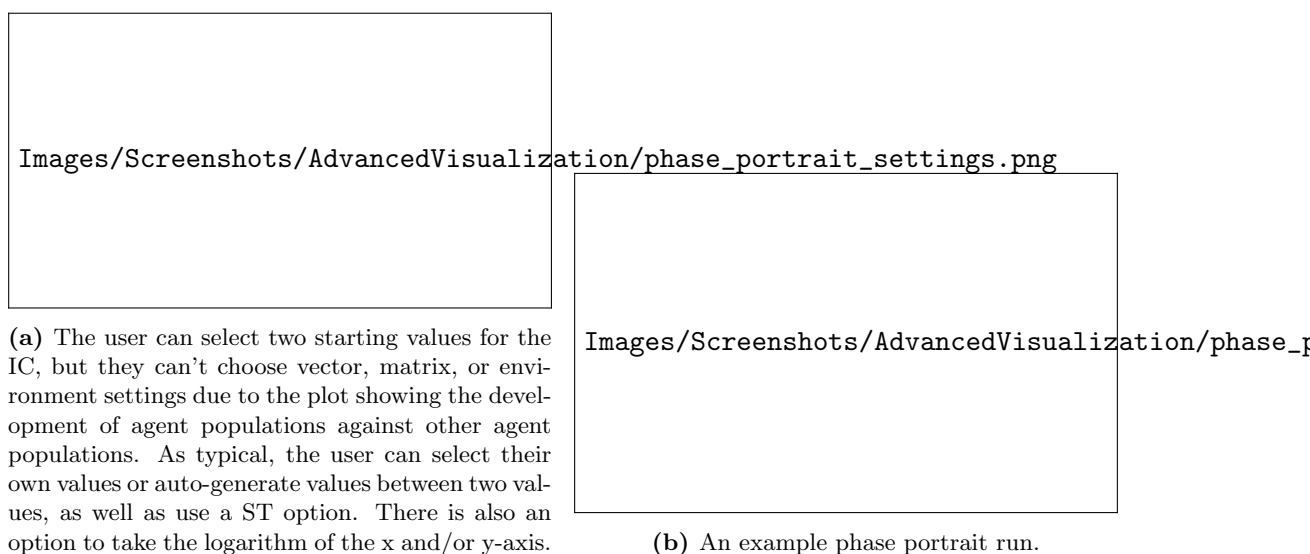 Images/Screenshots/AdvancedVisualization/phase_portrait_settings.png
(a) The user can select two starting values for the
IC, but they can't choose vector, matrix, or envi-
ronment settings due to the plot showing the devel-
opment of agent populations against other agent
populations. As typical, the user can select their
own values or auto-generate values between two val-
ues, as well as use a ST option. There is also an
option to take the logarithm of the x and/or y-axis.
Images/Screenshots/AdvancedVisualization/phase_p
(b) An example phase portrait run.